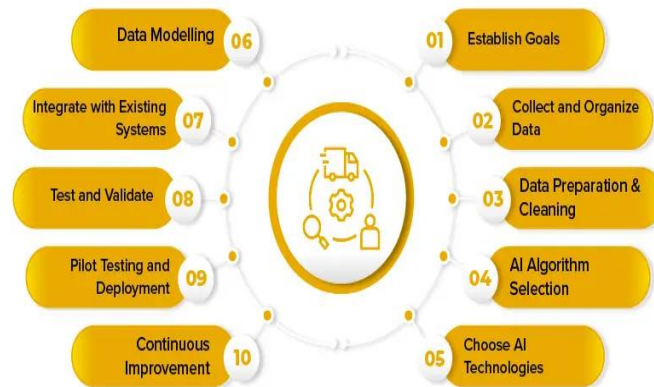 01 Establish Goals
02 Collect and Organize
Data
03 Data Preparation &
Cleaning
04 AI Algorithm
Selection
05 Choose AI
Technologies
Data Modelling 06
Integrate with Existing
Systems 07
Test and Validate 08
Pilot Testing and
Deployment 09
Continuous
Improvement 10